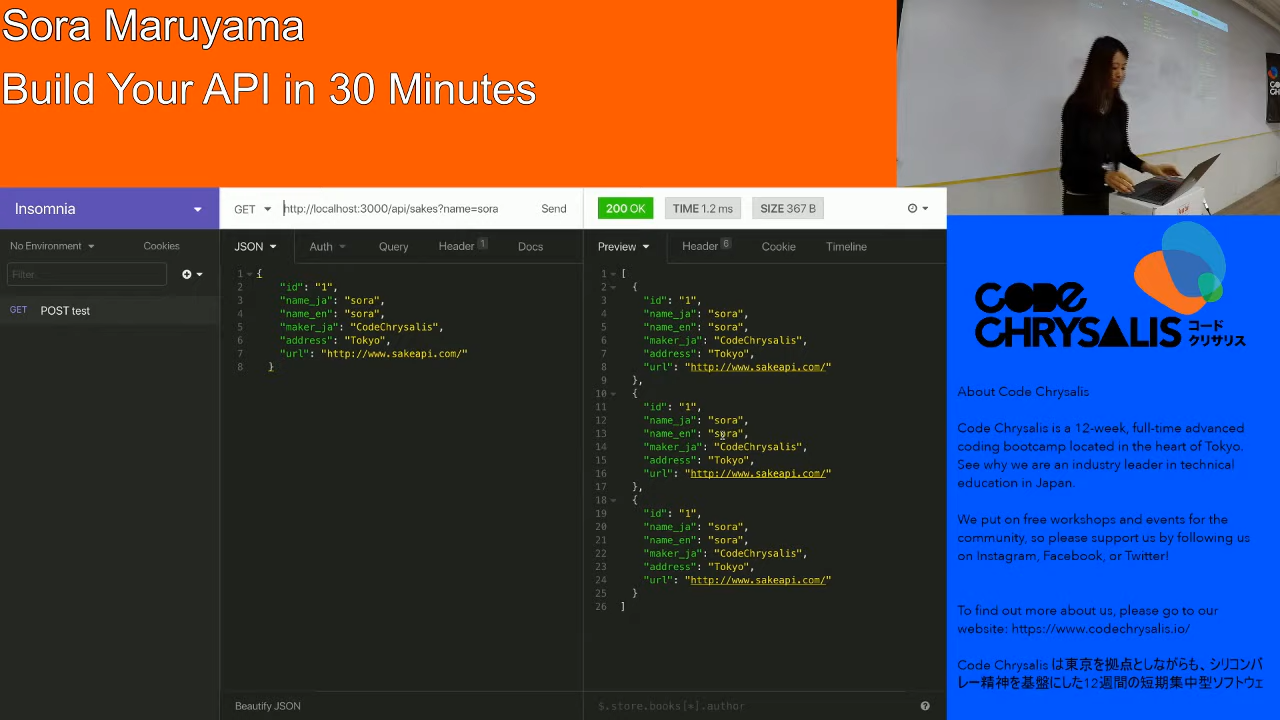 Sora Maruyama
Build Your API in 30 Minutes
Insomnia
GET http://localhost:3000/api/sakes?name=sora Send
200 OK TIME 1.2 ms SIZE 367 B
No Environment Cookies
JSON Auth Query Header 1 Docs
Preview Header 6 Cookie Timeline
Filter...
GET POST test
1 {
2 "id": "1",
3 "name_ja": "sora",
4 "name_en": "sora",
5 "maker_ja": "CodeChrysalis",
6 "address": "Tokyo",
7 "url": "http://www.sakeapi.com/"
8 }
1 [
2 {
3 "id": "1",
4 "name_ja": "sora",
5 "name_en": "sora",
6 "maker_ja": "CodeChrysalis",
7 "address": "Tokyo",
8 "url": "http://www.sakeapi.com/"
9 },
10 {
11 "id": "1",
12 "name_ja": "sora",
13 "name_en": "sora",
14 "maker_ja": "CodeChrysalis",
15 "address": "Tokyo",
16 "url": "http://www.sakeapi.com/"
17 },
18 {
19 "id": "1",
20 "name_ja": "sora",
21 "name_en": "sora",
22 "maker_ja": "CodeChrysalis",
23 "address": "Tokyo",
24 "url": "http://www.sakeapi.com/"
25 }
26 ]
Beautify JSON
$.store.books[*].author
CODE
CHRYSALIS
コード
クリサリス
About Code Chrysalis
Code Chrysalis is a 12-week, full-time advanced
coding bootcamp located in the heart of Tokyo.
See why we are an industry leader in technical
education in Japan.
We put on free workshops and events for the
community, so please support us by following us
on Instagram, Facebook, or Twitter!
To find out more about us, please go to our
website: https://www.codechrysalis.io/
Code Chrysalis は東京を拠点としながらも、シリコンバ
レー精神を基盤にした12週間の短期集中型ソフトウェ